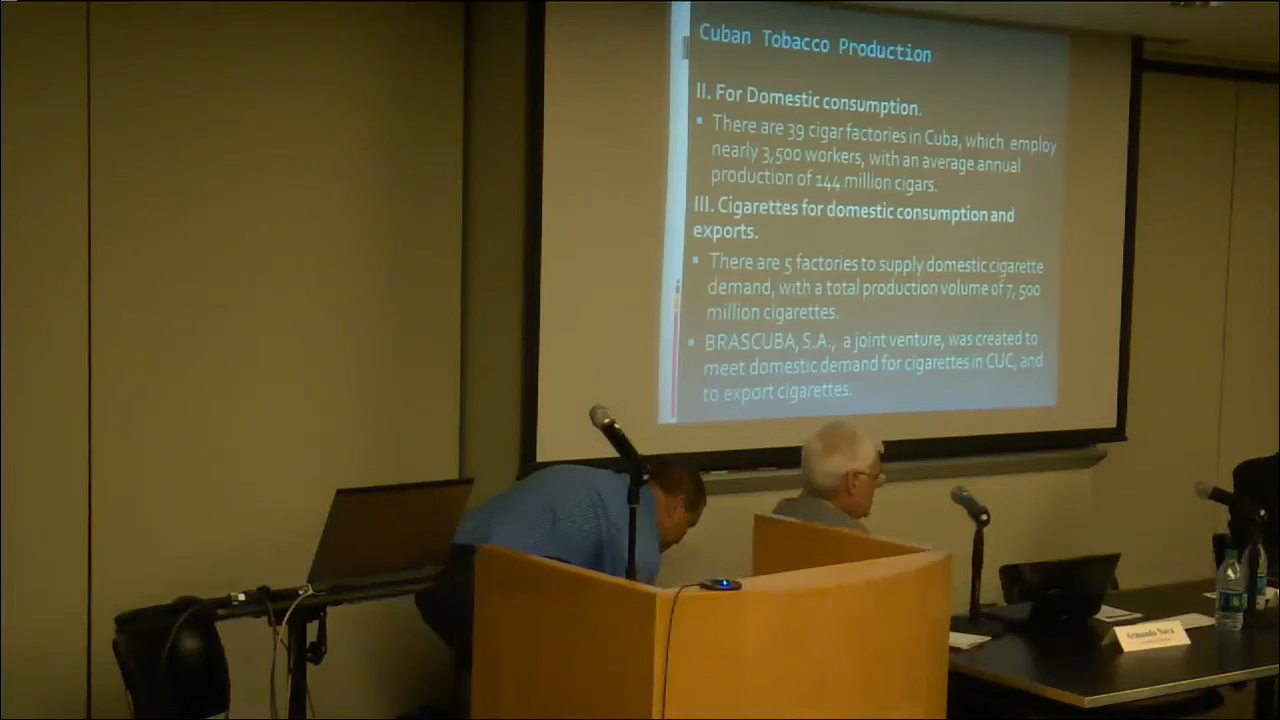 Cuban Tobacco Production
II. For Domestic consumption.
▪ There are 39 cigar factories in Cuba, which employ
nearly 3,500 workers, with an average annual
production of 144 million cigars.
III. Cigarettes for domestic consumption and
exports.
▪ There are 5 factories to supply domestic cigarette
demand, with a total production volume of 7, 500
million cigarettes.
▪ BRASCUBA, S.A., a joint venture, was created to
meet domestic demand for cigarettes in CUC, and
to export cigarettes.
Armando Nova